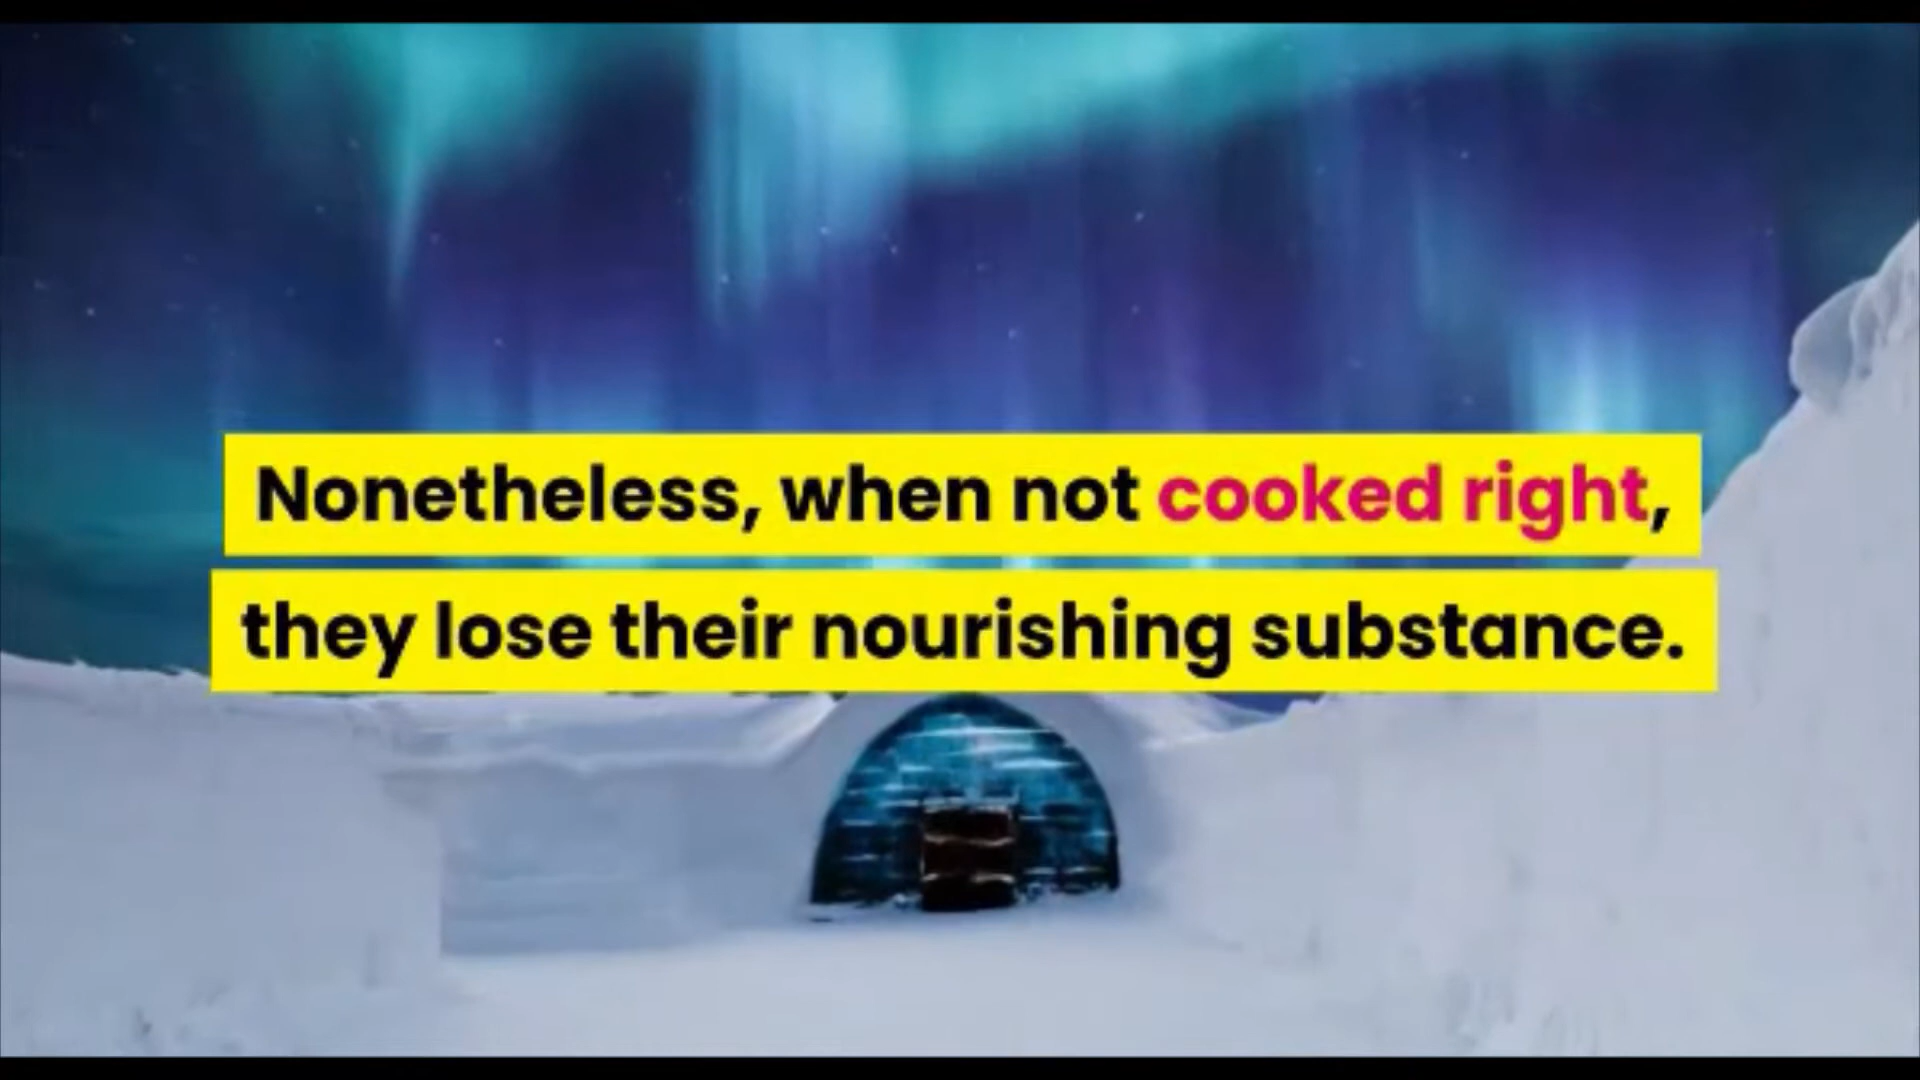 Nonetheless, when not cooked right,
they lose their nourishing substance.